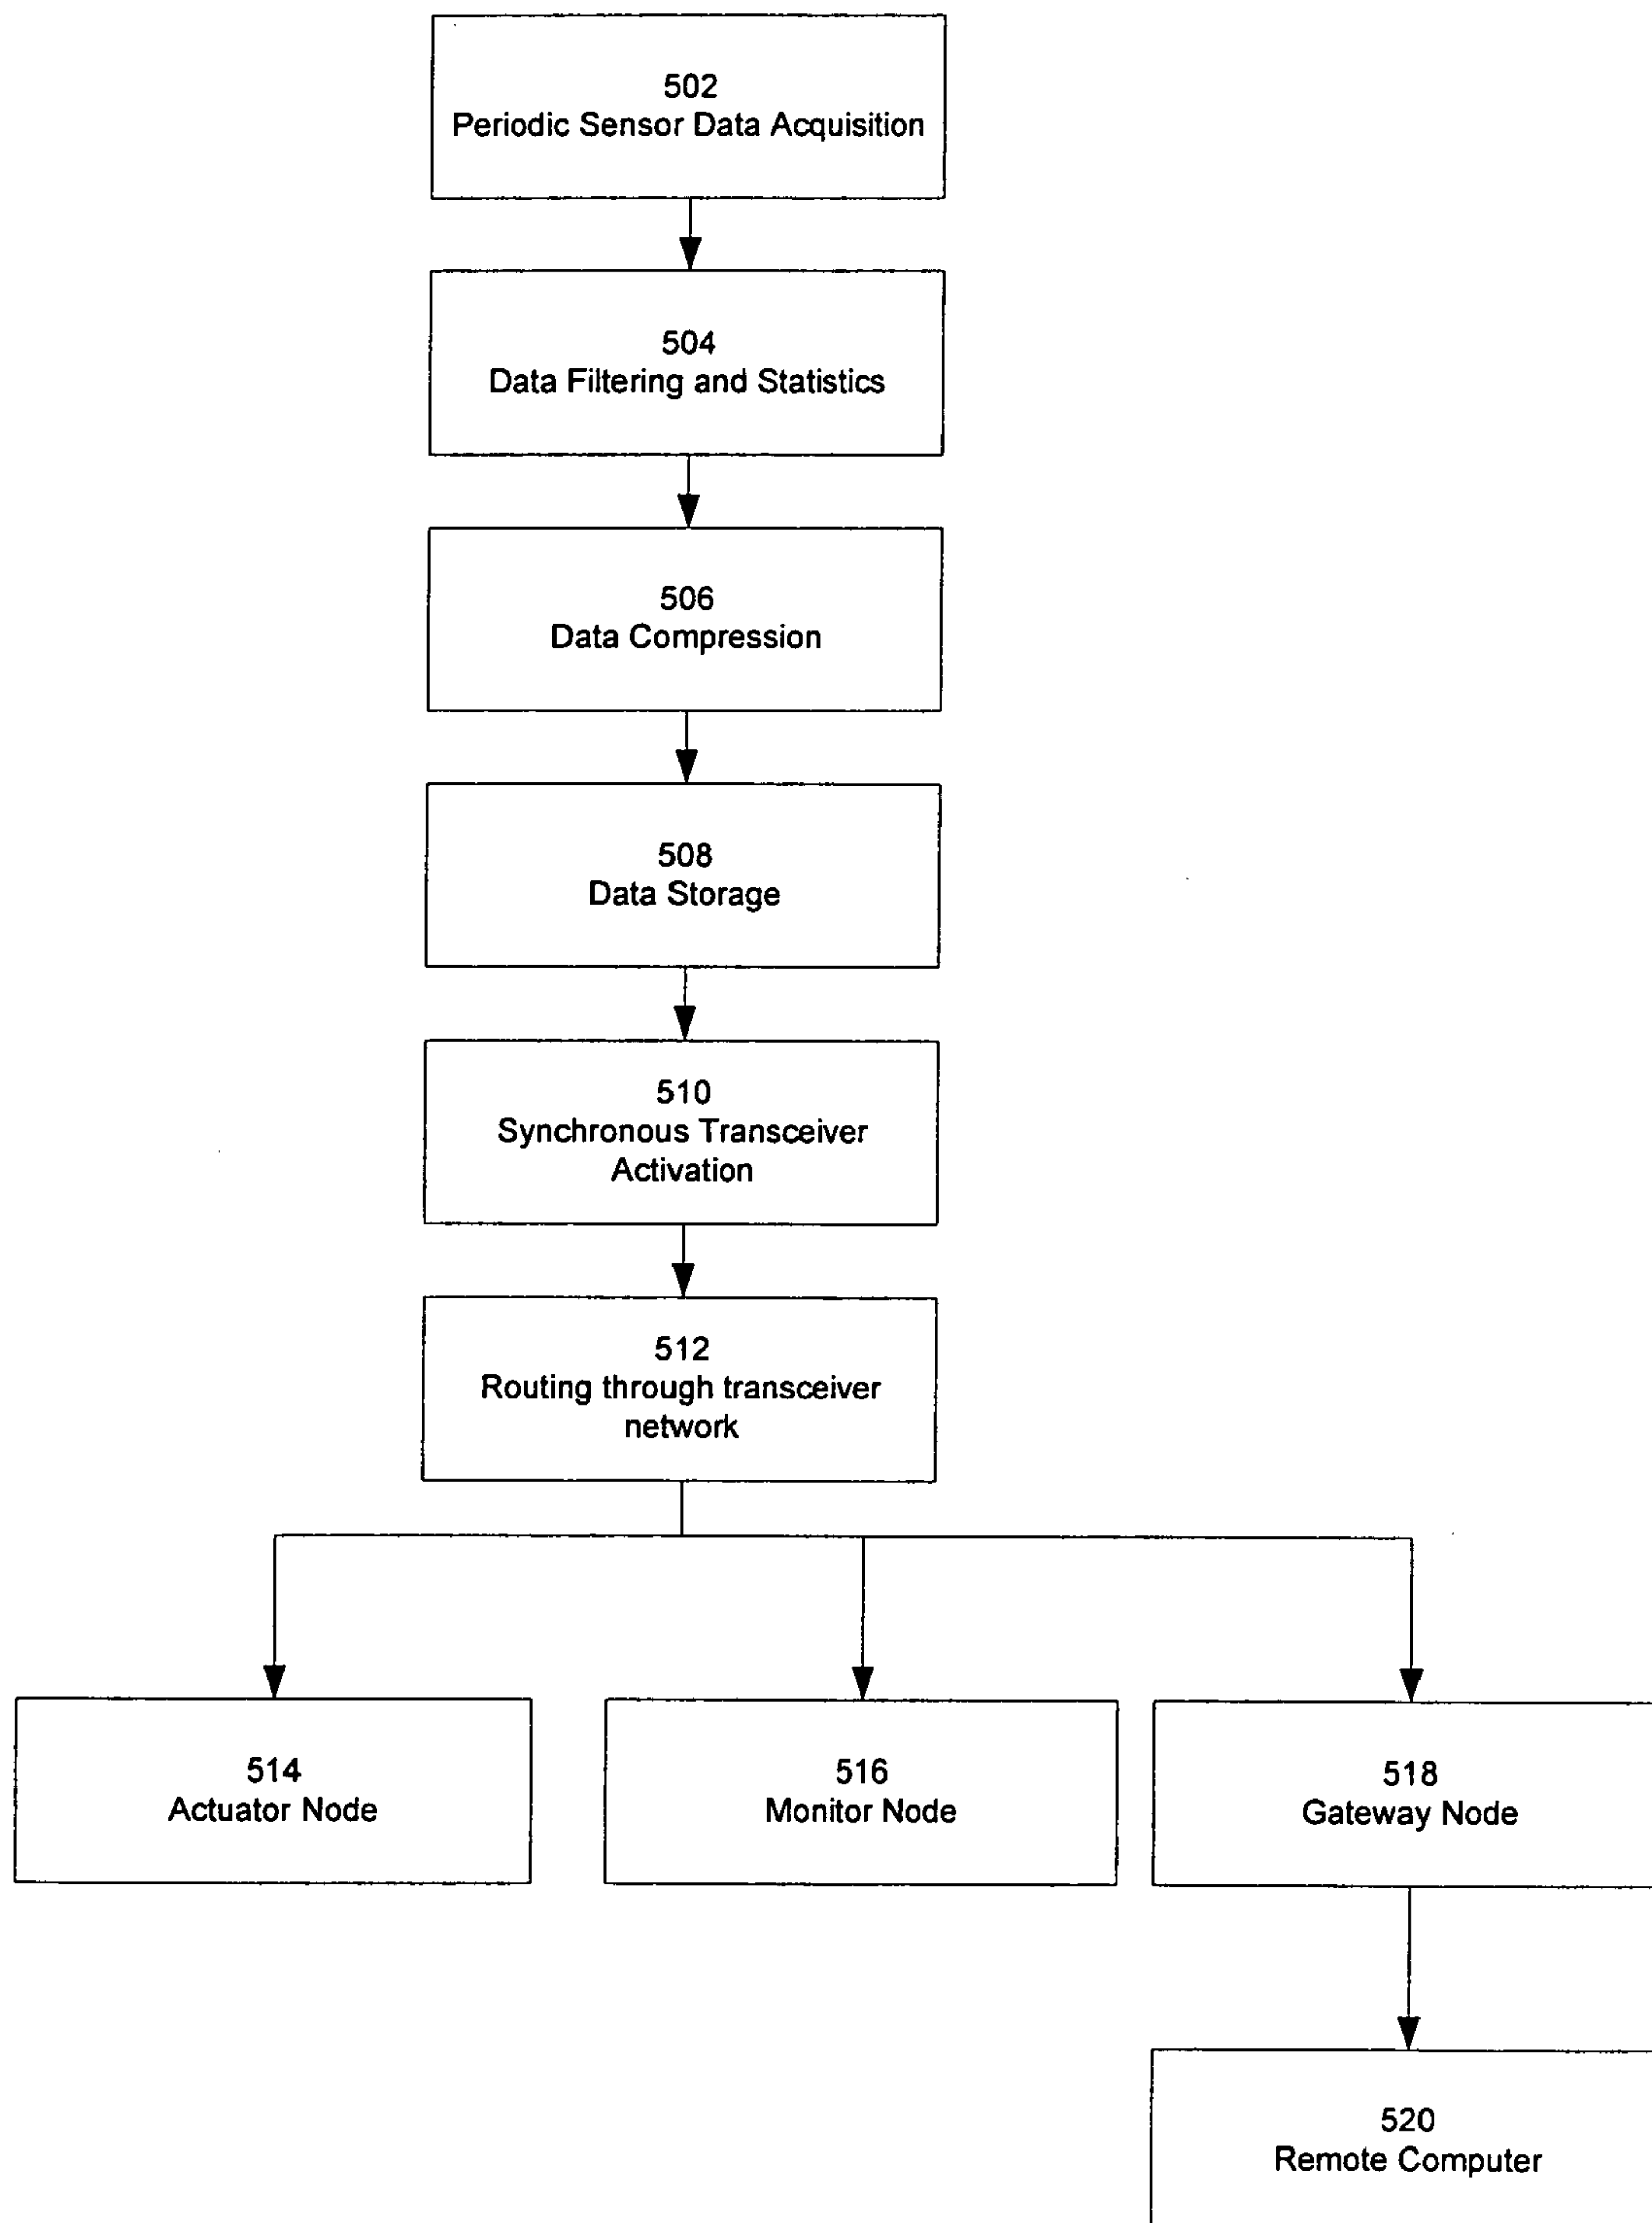 502
Periodic Sensor Data Acquisition
504
Data Filtering and Statistics
506
Data Compression
508
Data Storage
510
Synchronous Transceiver
Activation
512
Routing through transceiver
network
514
Actuator Node
516
Monitor Node
518
Gateway Node
520
Remote Computer